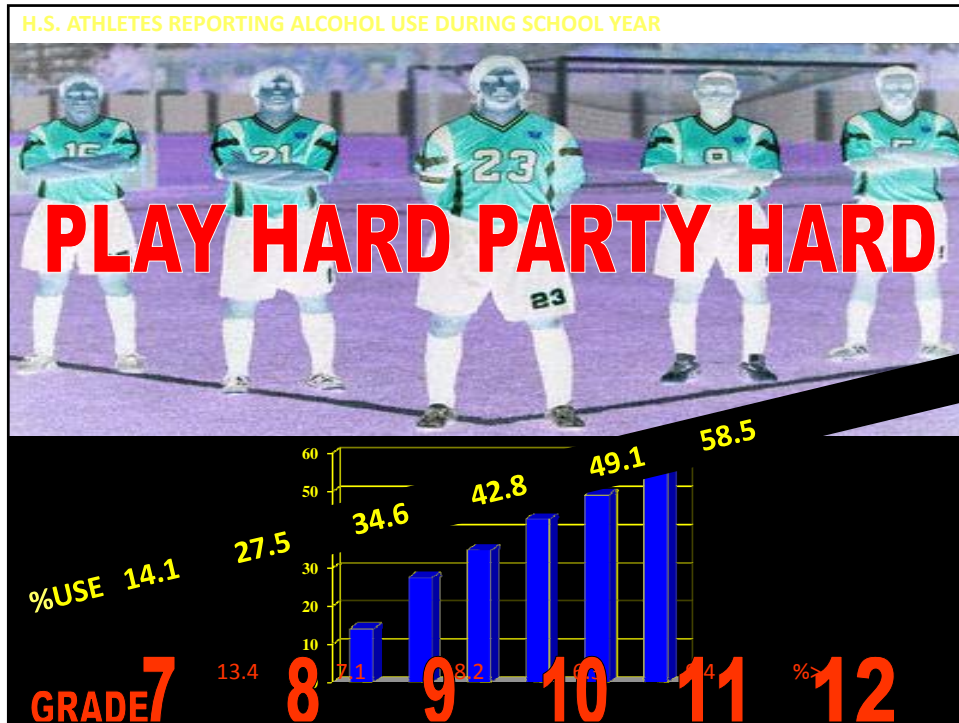 H.S. ATHLETES REPORTING ALCOHOL USE DURING SCHOOL YEAR
21 23
PLAY HARD PARTY HARD
23
%USE 14.1 27.5 34.6 42.8 49.1 58.5
60
50
30
20
10
13.4 7.1 8.2 %>
GRADE 7 8 9 10 11 12